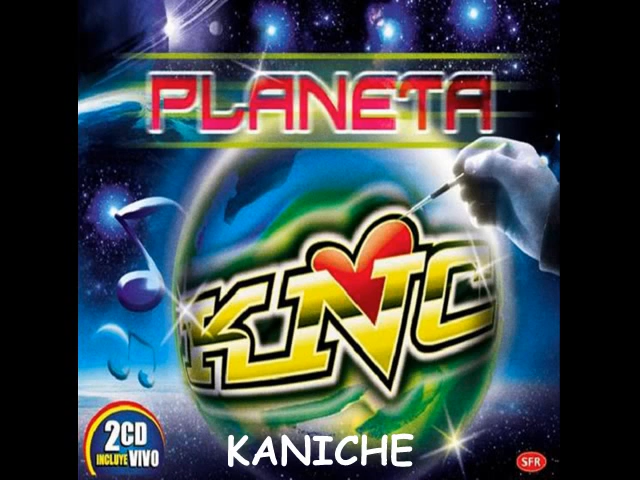 PLANETA
KNC
2CD
INCLUYE VIVO
KANICHE
SFR